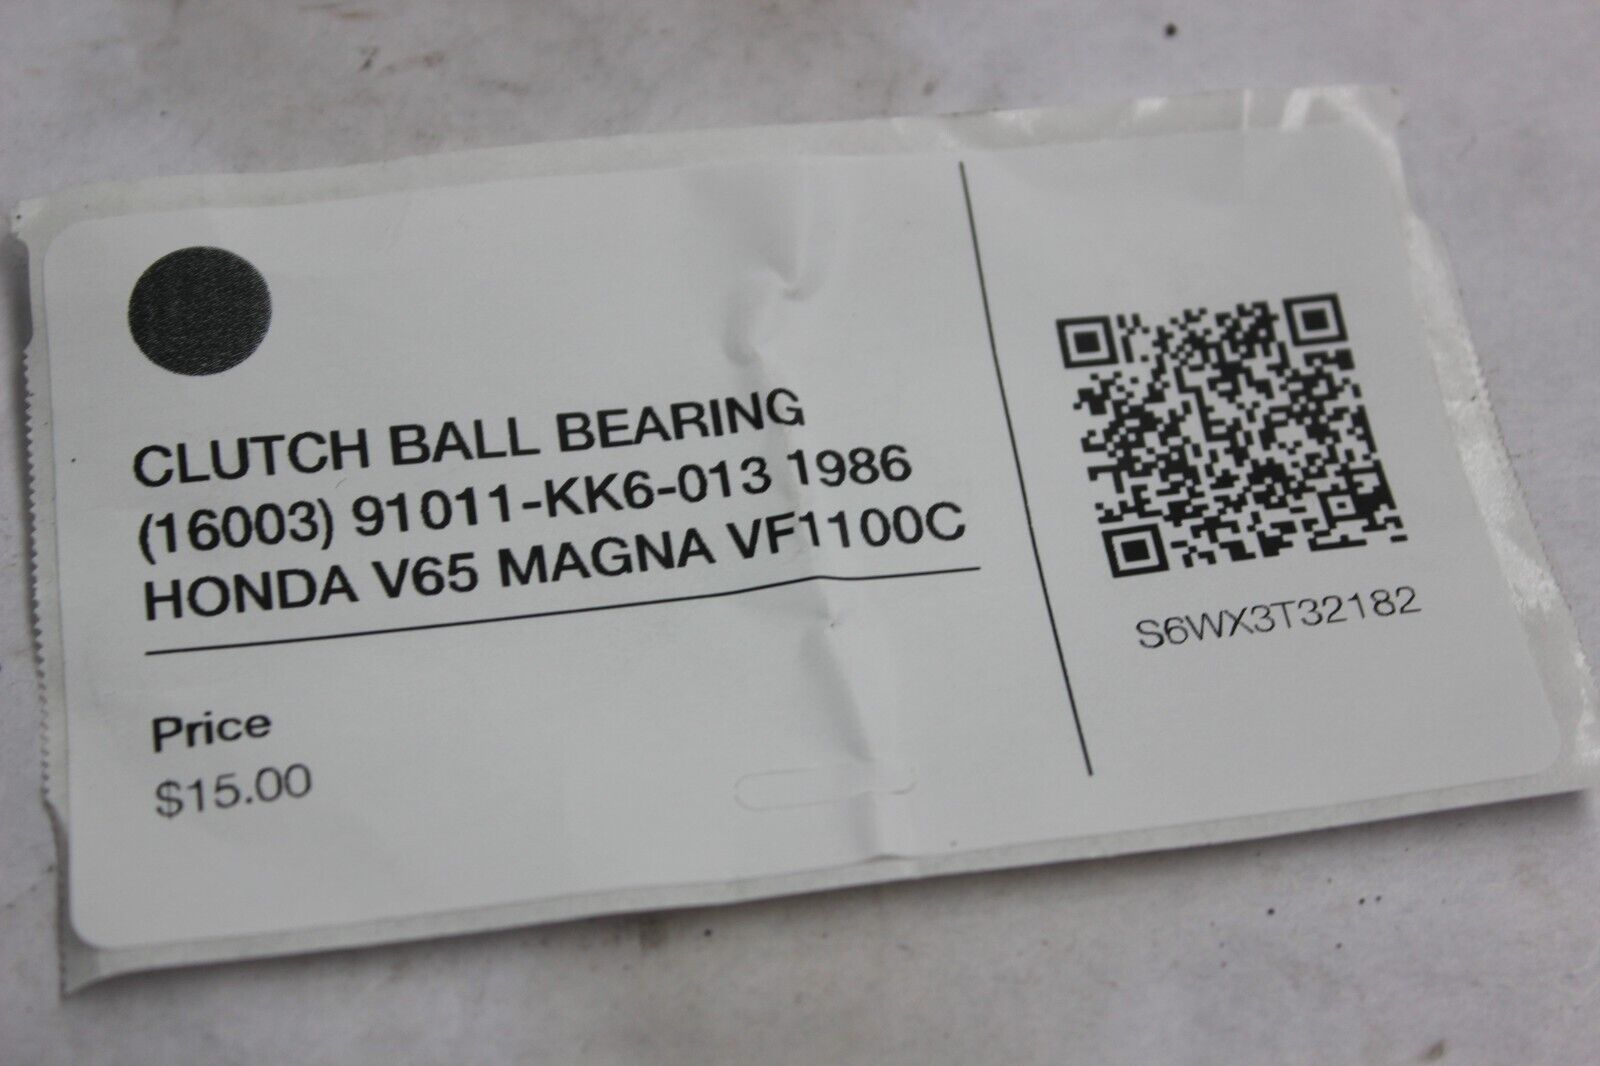 CLUTCH BALL BEARING
(16003) 91011-KK6-013 1986
HONDA V65 MAGNA VF1100C
Price
$15.00
S6WX3T32182